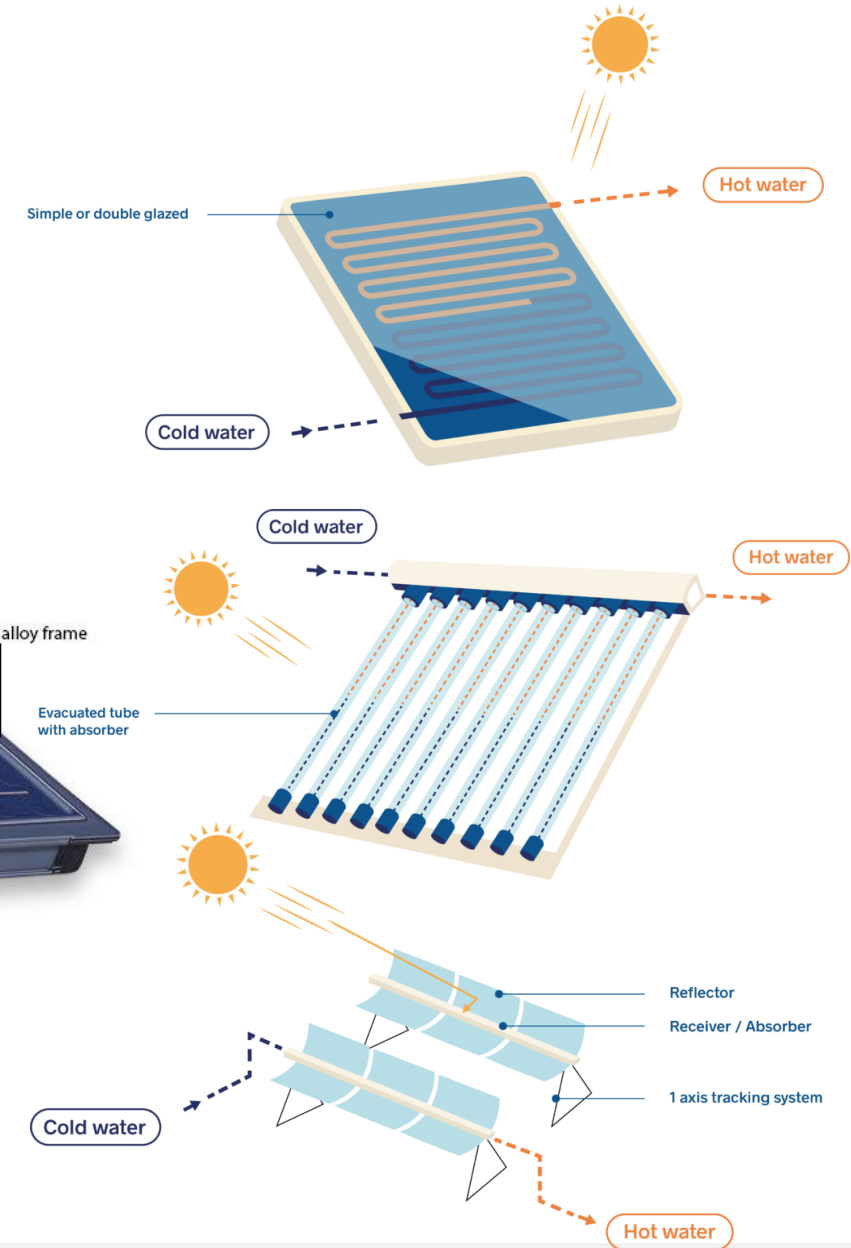 Hot water
Simple or double glazed
Cold water
Cold water
Hot water
alloy frame
Evacuated tube
with absorber
Reflector
Receiver / Absorber
1 axis tracking system
Cold water
Hot water